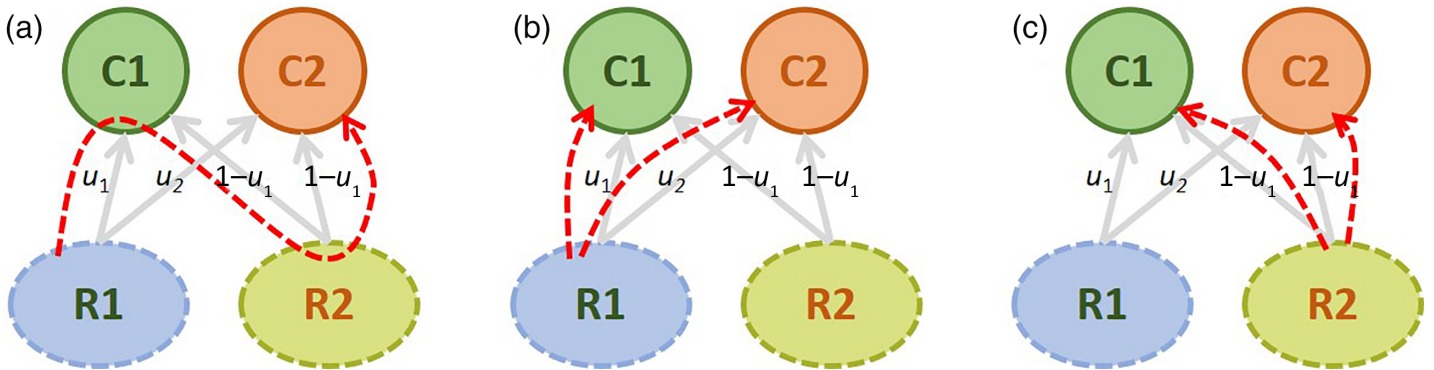 (a) C1 C2
u1 u2 1–u1 1–u1
R1 R2
(b) C1 C2
u1 u2 1–u1 1–u1
R1 R2
(c) C1 C2
u1 u2 1–u1 1–u1
R1 R2